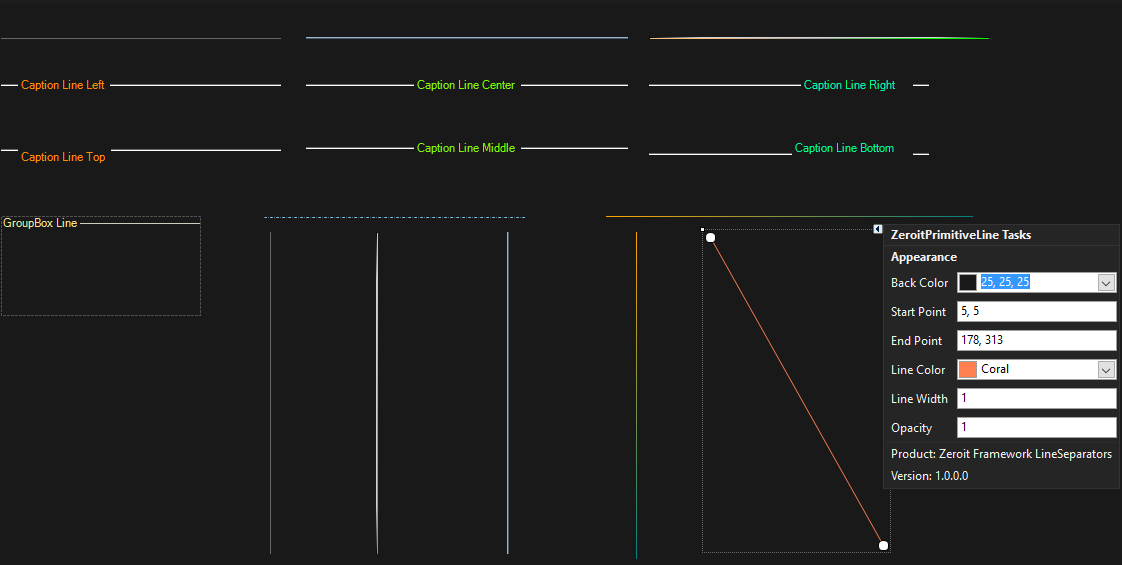 Caption Line Left
Caption Line Center
Caption Line Right
Caption Line Top
Caption Line Middle
Caption Line Bottom
GroupBox Line
ZeroitPrimitiveLine Tasks
Appearance
Back Color 25, 25, 25
Start Point 5, 5
End Point 178, 313
Line Color Coral
Line Width 1
Opacity 1
Product: Zeroit Framework LineSeparators
Version: 1.0.0.0